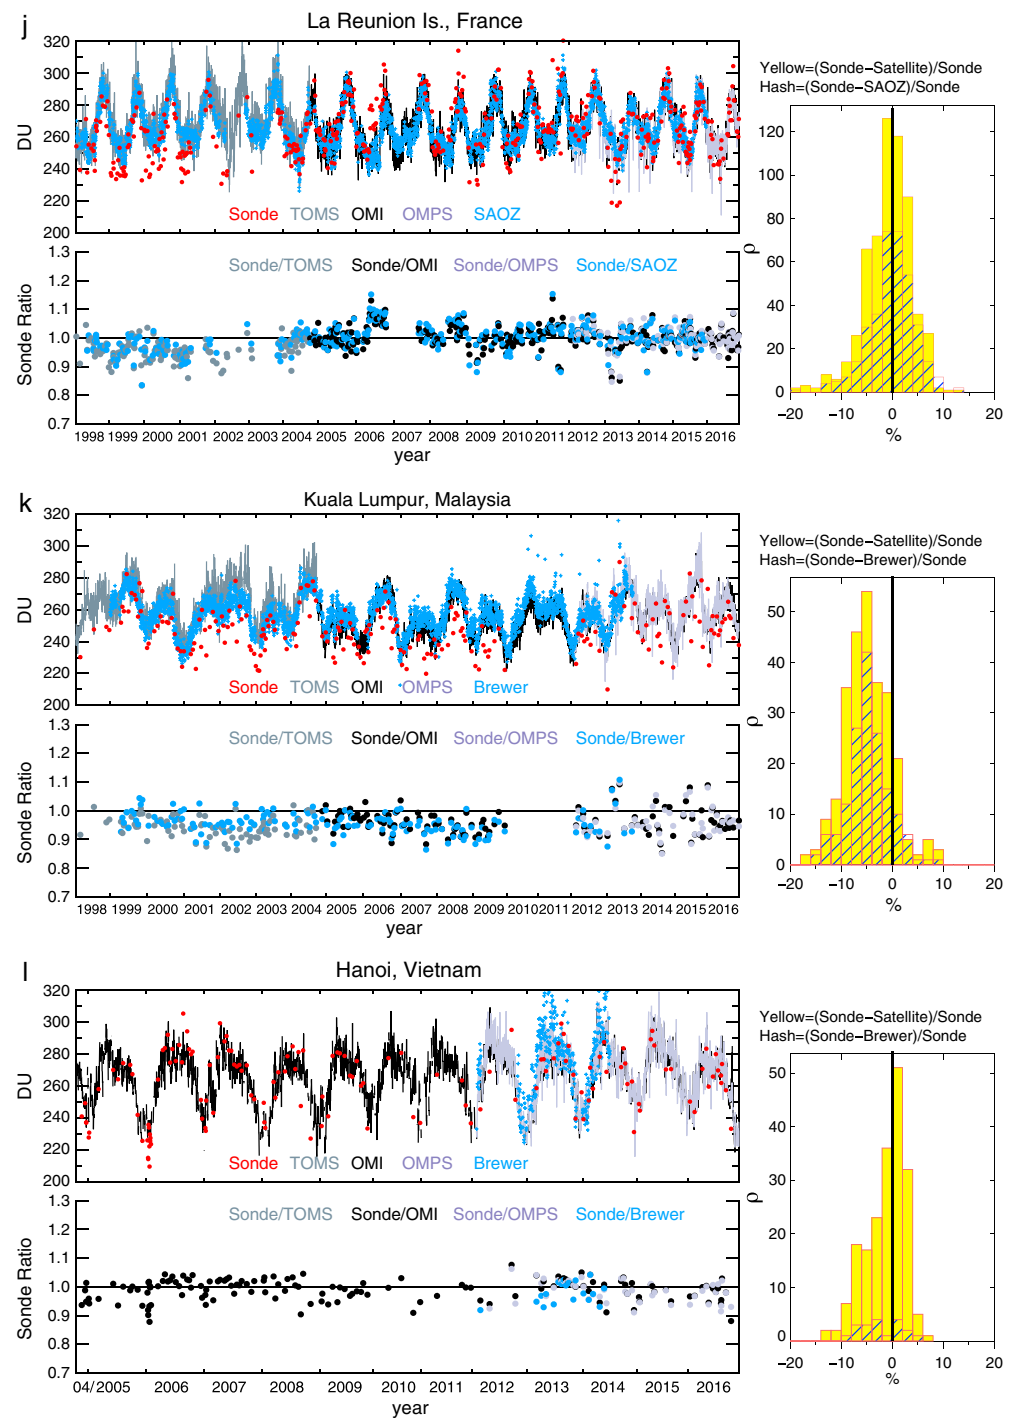 j
La Reunion Is., France
320
300
280
260
240
220
200
DU
Sonde TOMS OMI OMPS SAOZ
1.3
1.2
1.1
1.0
0.9
0.8
0.7
Sonde Ratio
Sonde/TOMS Sonde/OMI Sonde/OMPS Sonde/SAOZ
1998 1999 2000 2001 2002 2003 2004 2005 2006 2007 2008 2009 2010 2011 2012 2013 2014 2015 2016
year
Yellow=(Sonde−Satellite)/Sonde
Hash=(Sonde−SAOZ)/Sonde
120
100
80
60
40
20
0
ρ
−20 −10 0 10 20
%
k
Kuala Lumpur, Malaysia
320
300
280
260
240
220
200
DU
Sonde TOMS OMI OMPS Brewer
1.3
1.2
1.1
1.0
0.9
0.8
0.7
Sonde Ratio
Sonde/TOMS Sonde/OMI Sonde/OMPS Sonde/Brewer
1998 1999 2000 2001 2002 2003 2004 2005 2006 2007 2008 2009 2010 2011 2012 2013 2014 2015 2016
year
Yellow=(Sonde−Satellite)/Sonde
Hash=(Sonde−Brewer)/Sonde
50
40
30
20
10
0
ρ
−20 −10 0 10 20
%
l
Hanoi, Vietnam
320
300
280
260
240
220
200
DU
Sonde TOMS OMI OMPS Brewer
1.3
1.2
1.1
1.0
0.9
0.8
0.7
Sonde Ratio
Sonde/TOMS Sonde/OMI Sonde/OMPS Sonde/Brewer
04/2005 2006 2007 2008 2009 2010 2011 2012 2013 2014 2015 2016
year
Yellow=(Sonde−Satellite)/Sonde
Hash=(Sonde−Brewer)/Sonde
50
40
30
20
10
0
ρ
−20 −10 0 10 20
%